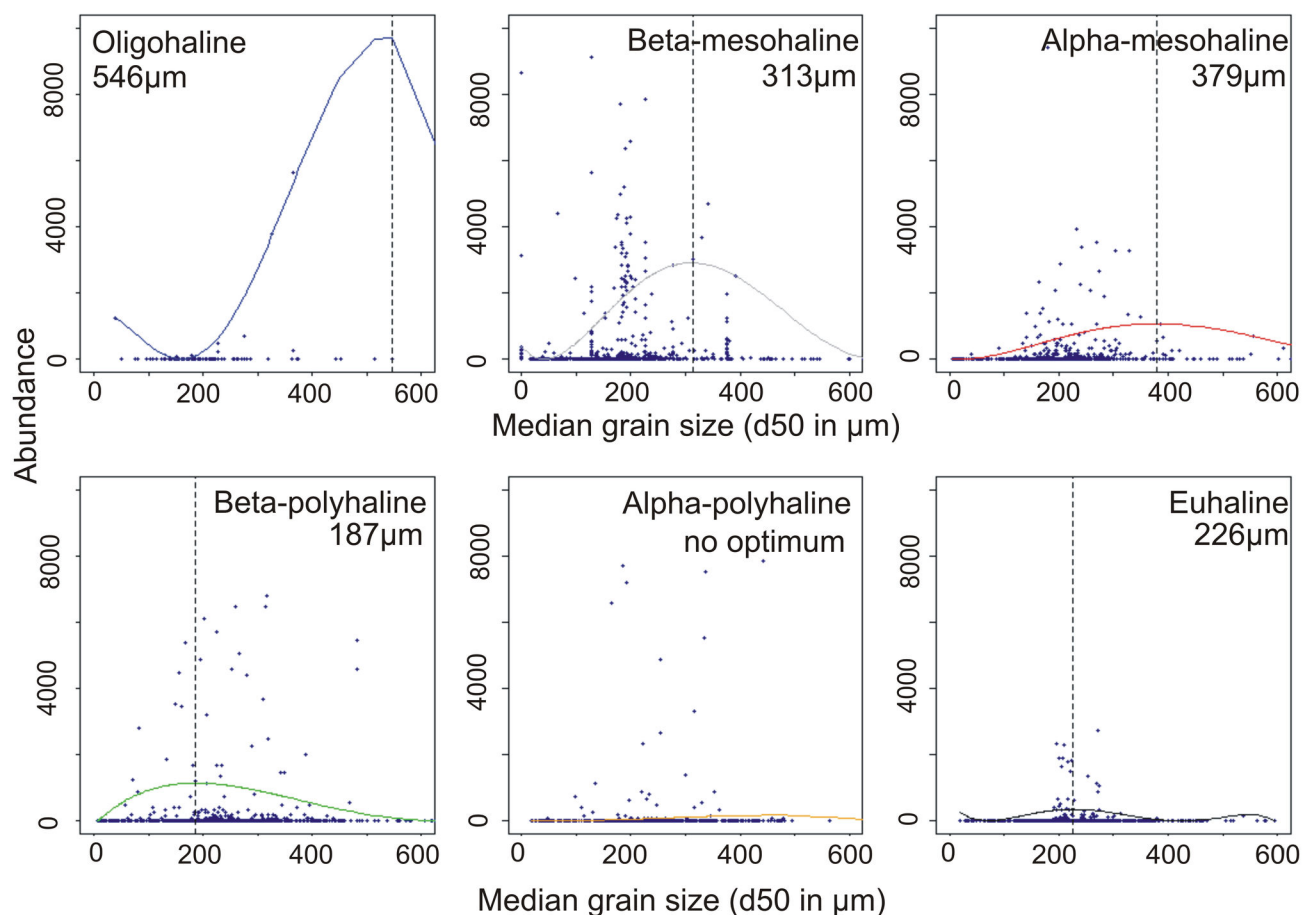 Oligohaline
546µm
8000
4000
0
0 200 400 600
Beta-mesohaline
313µm
8000
4000
0
0 200 400 600
Alpha-mesohaline
379µm
8000
4000
0
0 200 400 600
Median grain size (d50 in µm)
Abundance
Beta-polyhaline
187µm
8000
4000
0
0 200 400 600
Alpha-polyhaline
no optimum
8000
4000
0
0 200 400 600
Euhaline
226µm
8000
4000
0
0 200 400 600
Median grain size (d50 in µm)